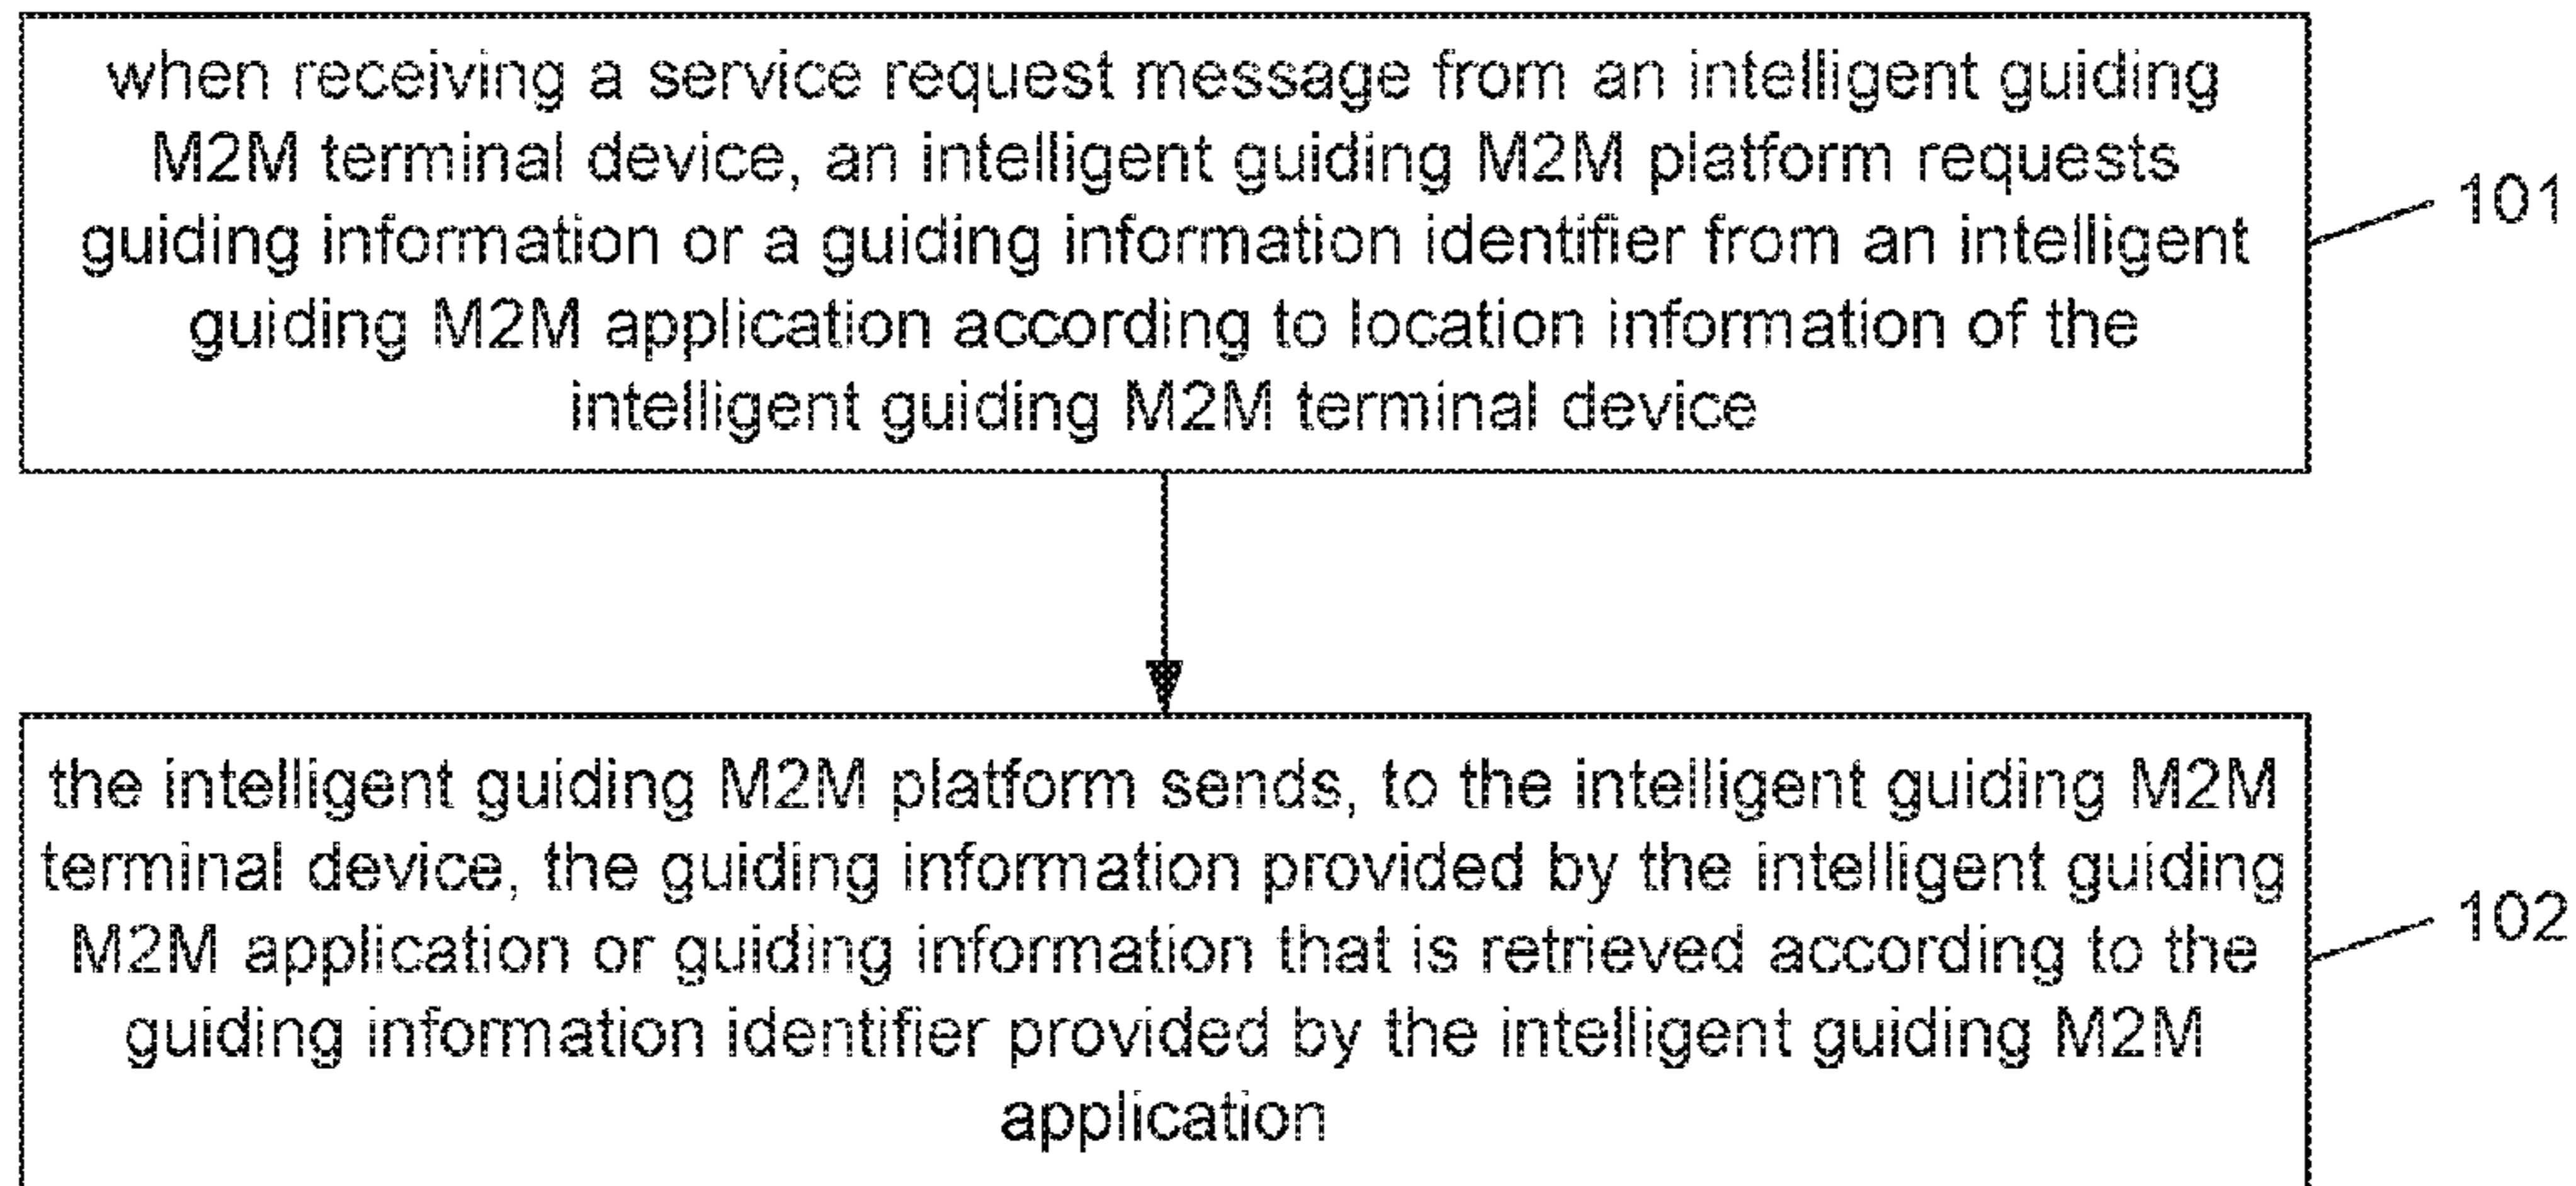 when receiving a service request message from an intelligent guiding
M2M terminal device, an intelligent guiding M2M platform requests
guiding information or a guiding information identifier from an intelligent
guiding M2M application according to location information of the
intelligent guiding M2M terminal device
101
the intelligent guiding M2M platform sends, to the intelligent guiding M2M
terminal device, the guiding information provided by the intelligent guiding
M2M application or guiding information that is retrieved according to the
guiding information identifier provided by the intelligent guiding M2M
application
102